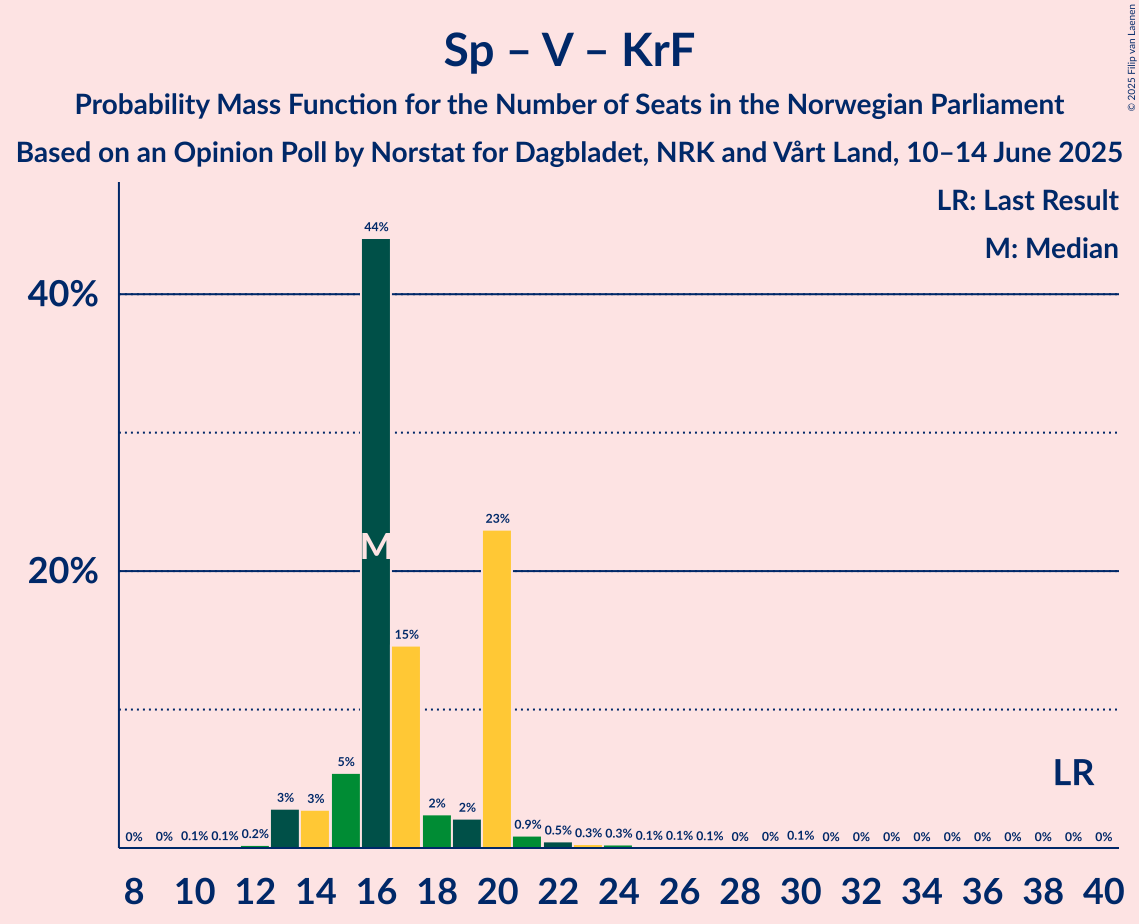 Sp – V – KrF
Probability Mass Function for the Number of Seats in the Norwegian Parliament
Based on an Opinion Poll by Norstat for Dagbladet, NRK and Vårt Land, 10–14 June 2025
© 2025 Filip van Laenen
LR: Last Result
M: Median
44%
40%
23%
M
20%
15%
LR
5%
3% 3% 2% 2%
0% 0% 0.1% 0.1% 0.2% 0.9% 0.5% 0.3% 0.3% 0.1% 0.1% 0.1% 0% 0% 0.1% 0% 0% 0% 0% 0% 0% 0% 0% 0% 0%
8 10 12 14 16 18 20 22 24 26 28 30 32 34 36 38 40